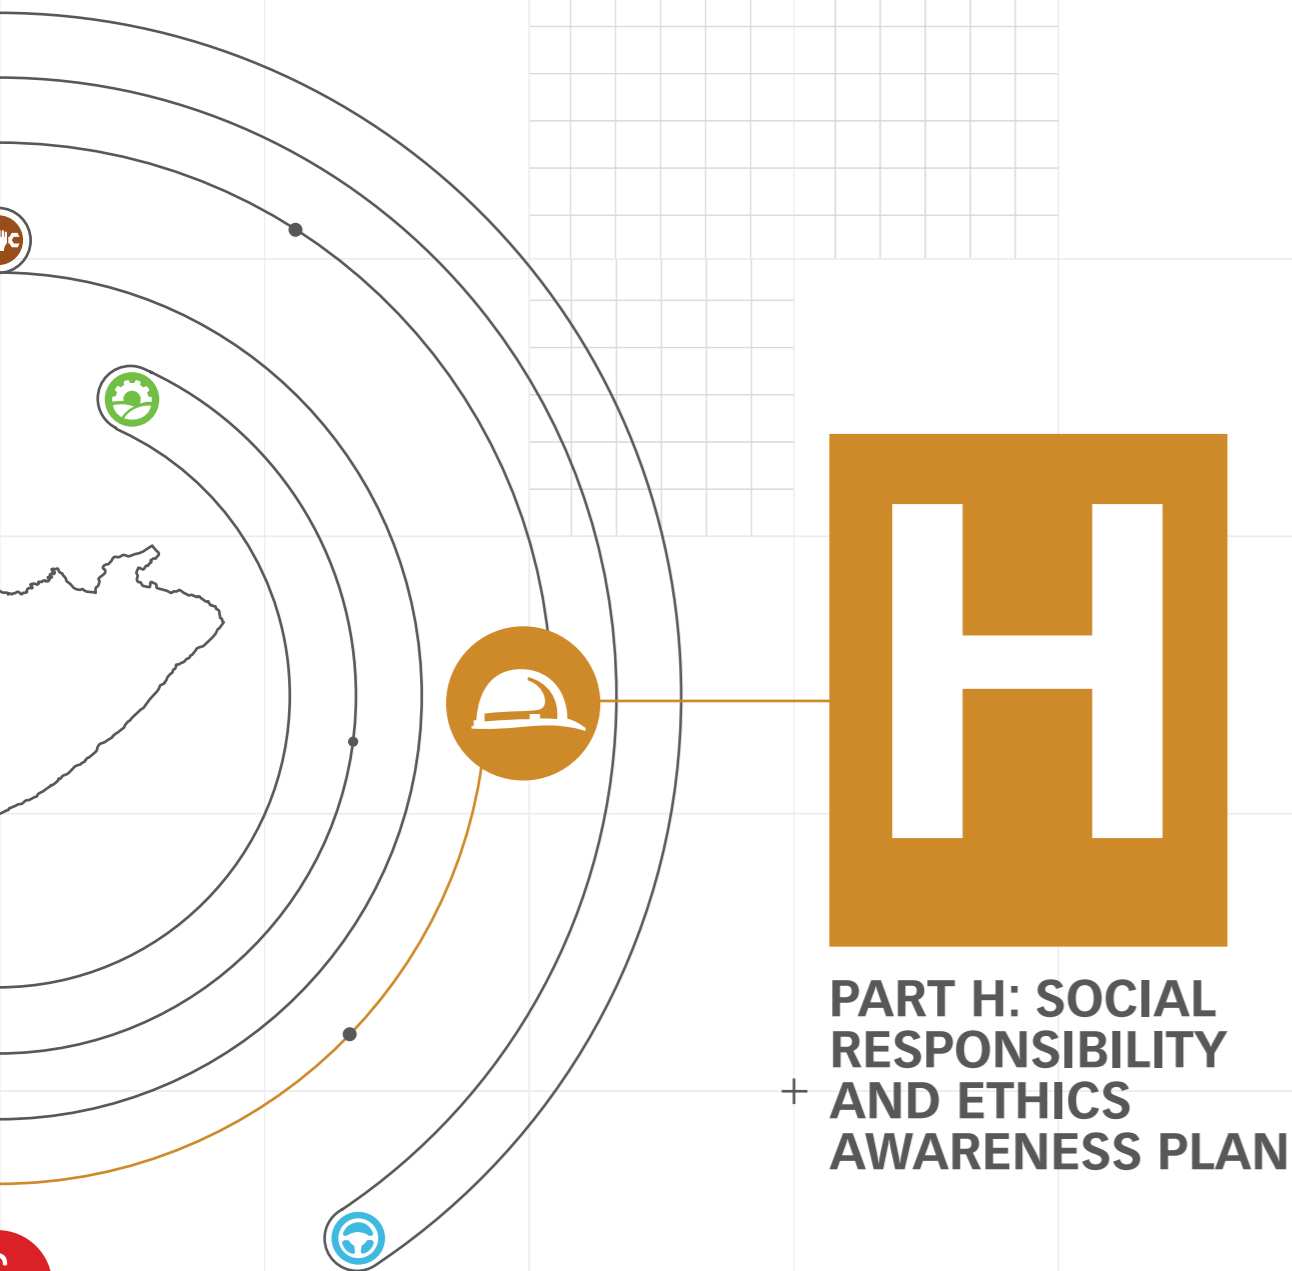 H
PART H: SOCIAL
RESPONSIBILITY
AND ETHICS
AWARENESS PLAN